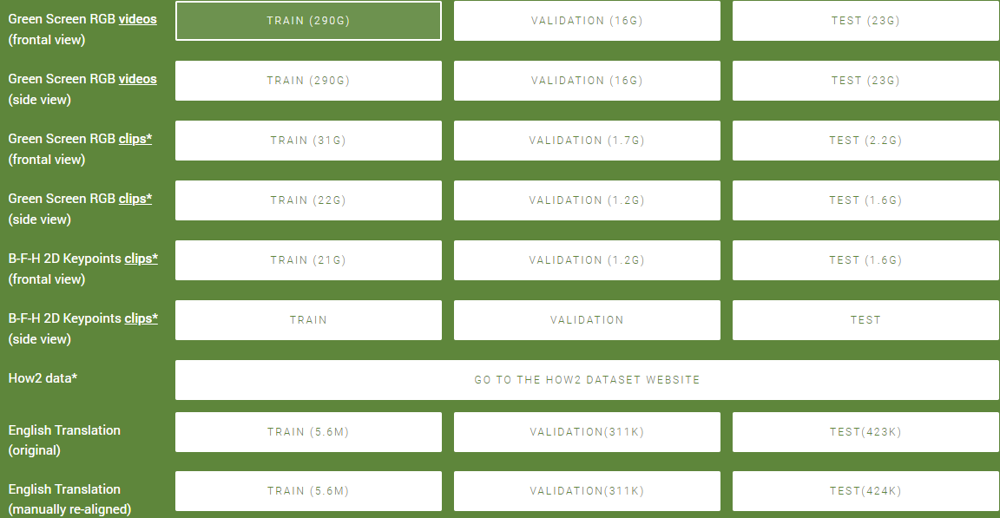 Green Screen RGB videos
(frontal view)
TRAIN (290G)
VALIDATION (16G)
TEST (23G)
Green Screen RGB videos
(side view)
TRAIN (290G)
VALIDATION (16G)
TEST (23G)
Green Screen RGB clips*
(frontal view)
TRAIN (31G)
VALIDATION (1.7G)
TEST (2.2G)
Green Screen RGB clips*
(side view)
TRAIN (22G)
VALIDATION (1.2G)
TEST (1.6G)
B-F-H 2D Keypoints clips*
(frontal view)
TRAIN (21G)
VALIDATION (1.2G)
TEST (1.6G)
B-F-H 2D Keypoints clips*
(side view)
TRAIN
VALIDATION
TEST
How2 data*
GO TO THE HOW2 DATASET WEBSITE
English Translation
(original)
TRAIN (5.6M)
VALIDATION(311K)
TEST(423K)
English Translation
(manually re-aligned)
TRAIN (5.6M)
VALIDATION(311K)
TEST(424K)